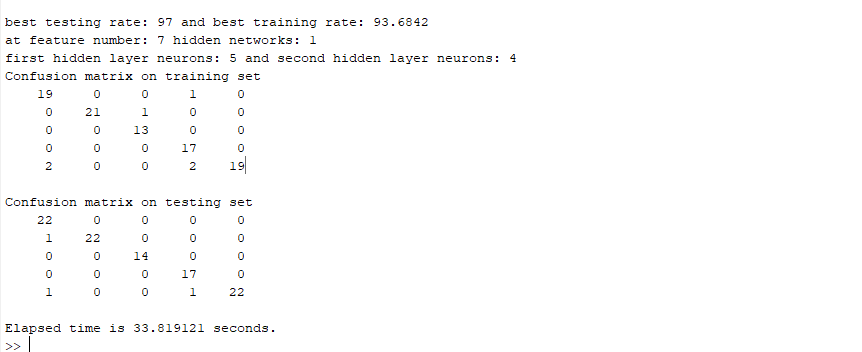 best testing rate: 97 and best training rate: 93.6842
at feature number: 7 hidden networks: 1
first hidden layer neurons: 5 and second hidden layer neurons: 4
Confusion matrix on training set
19 0 0 1 0
0 21 1 0 0
0 0 13 0 0
0 0 0 17 0
2 0 0 2 19
Confusion matrix on testing set
22 0 0 0 0
1 22 0 0 0
0 0 14 0 0
0 0 0 17 0
1 0 0 1 22
Elapsed time is 33.819121 seconds.
>>